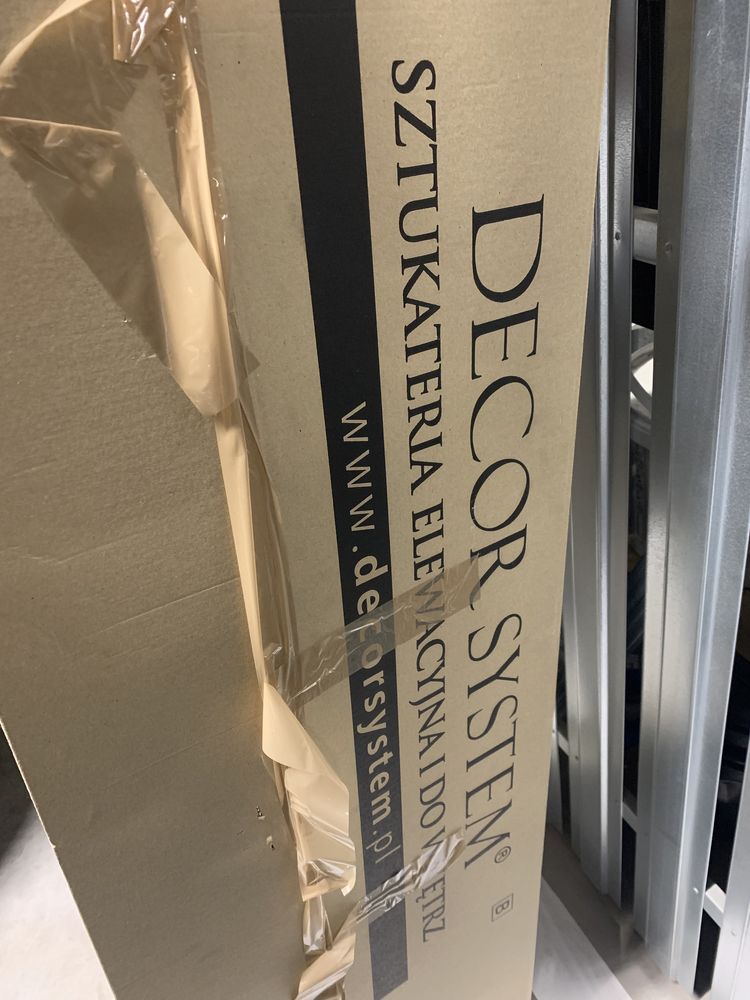 DECOR SYSTEM® B
SZTUKATERIA ELEWACYJNA I DO WNĘTRZ
www.decorsystem.pl